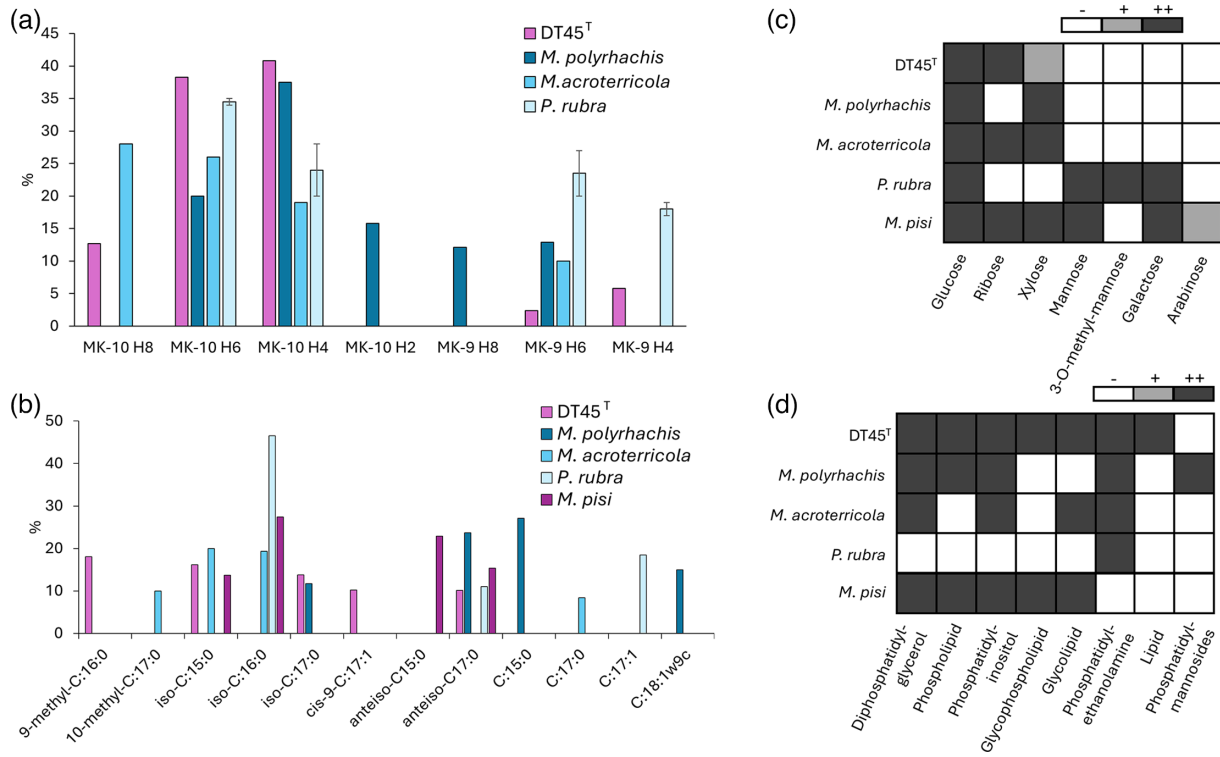 (a)
45
40
35
30
25
20
15
10
5
0
%
DT45ᵀ
M. polyrhachis
M.acroterricola
P. rubra
MK-10 H8 MK-10 H6 MK-10 H4 MK-10 H2 MK-9 H8 MK-9 H6 MK-9 H4
(b)
50
40
30
20
10
0
%
DT45ᵀ
M. polyrhachis
M. acroterricola
P. rubra
M. pisi
9-methyl-C:16:0
10-methyl-C:17:0
iso-C:15:0
iso-C:16:0
iso-C:17:0
cis-9-C:17:1
anteiso-C15:0
anteiso-C17:0
C:15:0
C:17:0
C:17:1
C:18:1w9c
(c)
- + ++
DT45ᵀ
M. polyrhachis
M. acroterricola
P. rubra
M. pisi
Glucose
Ribose
Xylose
Mannose
3-O-methyl-mannose
Galactose
Arabinose
(d)
- + ++
DT45ᵀ
M. polyrhachis
M. acroterricola
P. rubra
M. pisi
Diphosphatidyl-
glycerol
Phospholipid
Phosphatidyl-
inositol
Glycophospholipid
Glycolipid
Phosphatidyl-
ethanolamine
Lipid
Phosphatidyl-
mannosides